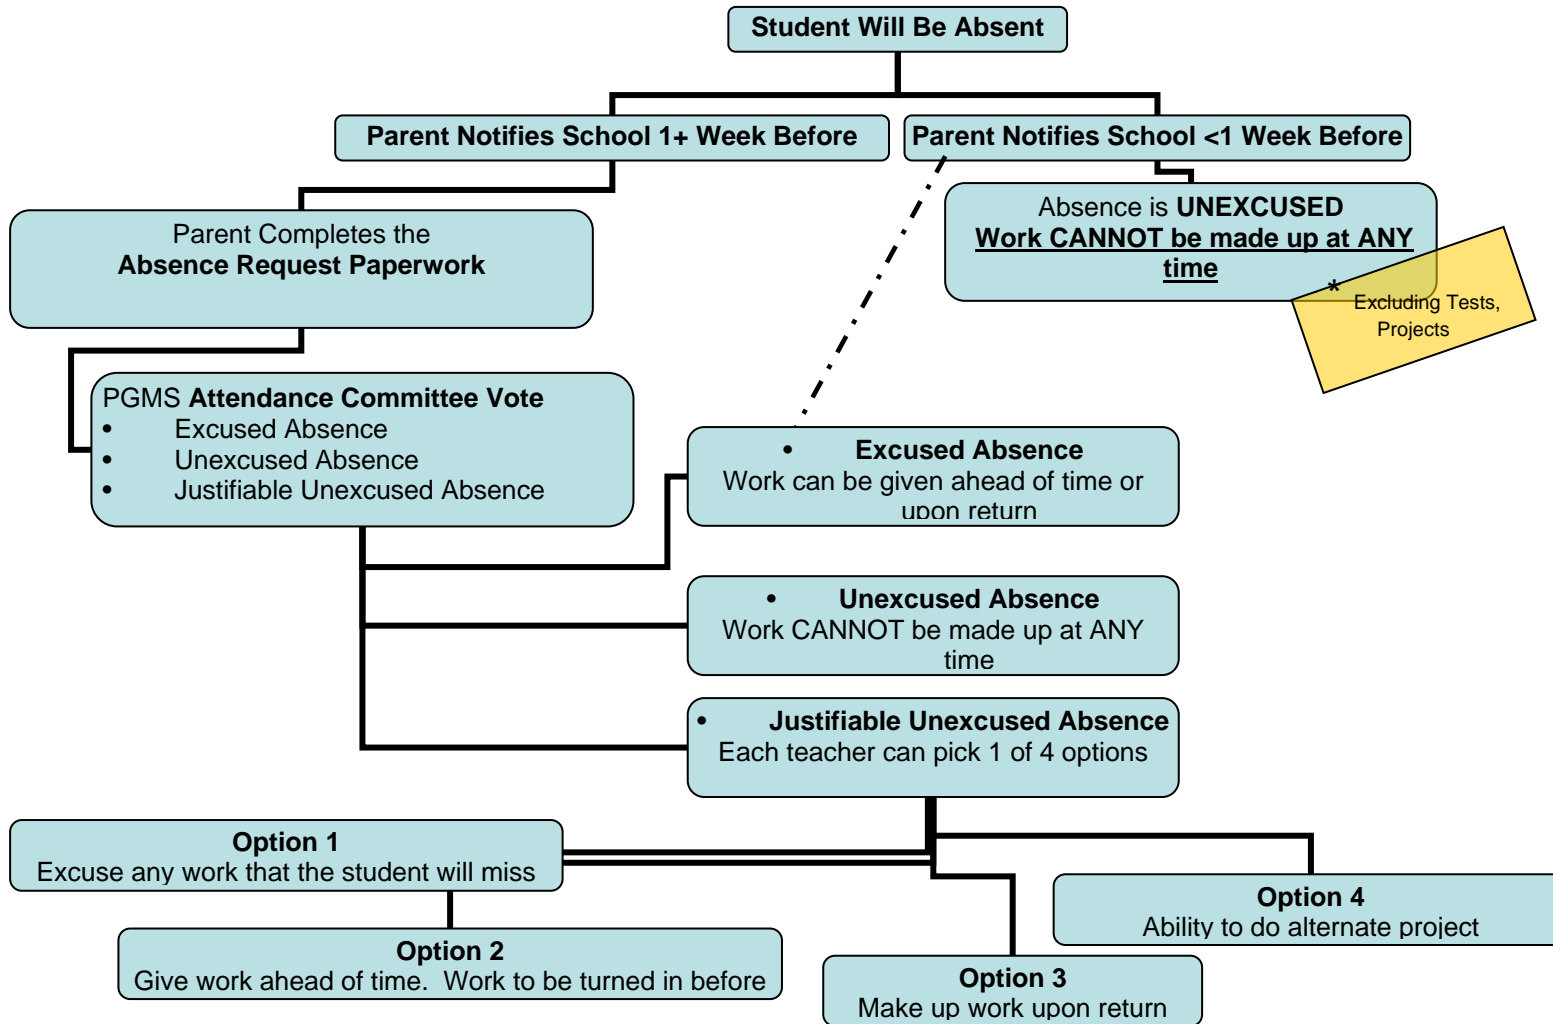 Student Will Be Absent
Parent Notifies School 1+ Week Before
Parent Notifies School <1 Week Before
Parent Completes the
Absence Request Paperwork
Absence is UNEXCUSED
Work CANNOT be made up at ANY
time
* Excluding Tests,
Projects
PGMS Attendance Committee Vote
• Excused Absence
• Unexcused Absence
• Justifiable Unexcused Absence
• Excused Absence
Work can be given ahead of time or
upon return
• Unexcused Absence
Work CANNOT be made up at ANY
time
• Justifiable Unexcused Absence
Each teacher can pick 1 of 4 options
Option 1
Excuse any work that the student will miss
Option 2
Give work ahead of time. Work to be turned in before
Option 3
Make up work upon return
Option 4
Ability to do alternate project